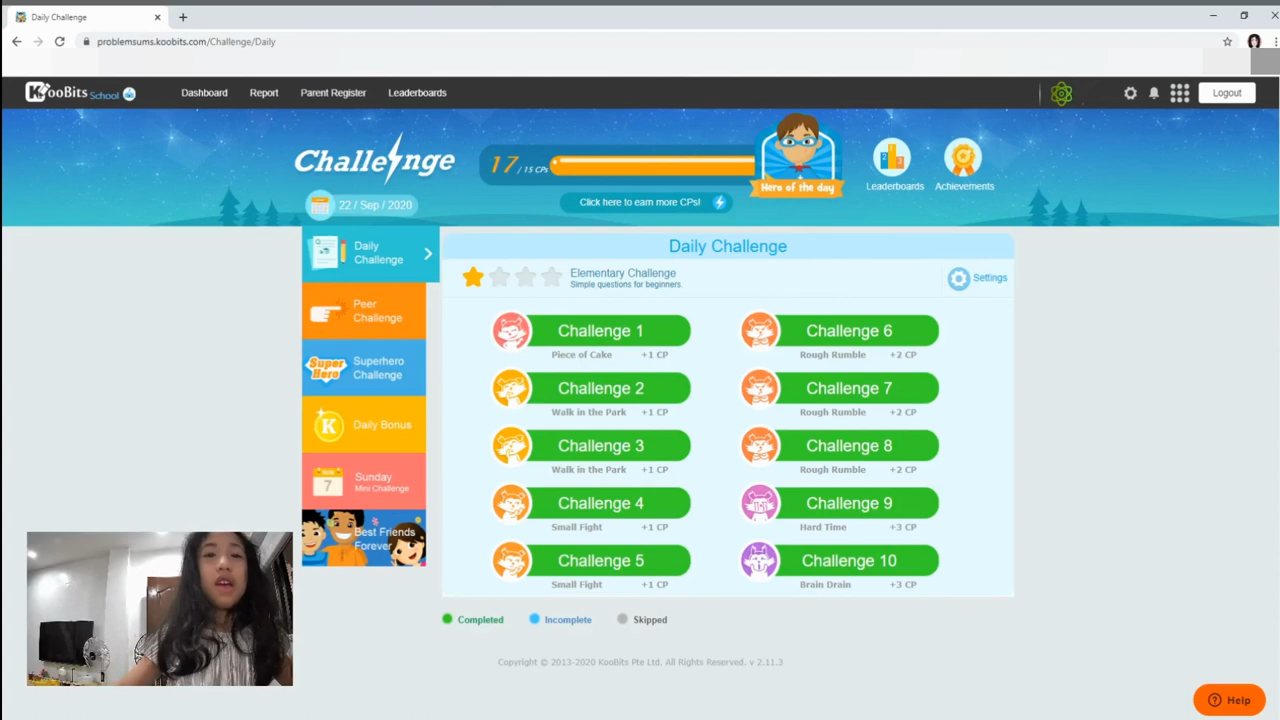 Daily Challenge
problemsums.koobits.com/Challenge/Daily
KooBits School
Dashboard
Report
Parent Register
Leaderboards
Logout
Challenge
17 / 15 CPs
Hero of the day
Leaderboards
Achievements
Click here to earn more CPs!
22 / Sep / 2020
Daily
Challenge
Peer
Challenge
Super
Hero
Superhero
Challenge
K
Daily Bonus
7
Sunday
Mini Challenge
Best Friends
Forever
Daily Challenge
Elementary Challenge
Simple questions for beginners.
Settings
Challenge 1
Piece of Cake +1 CP
Challenge 2
Walk in the Park +1 CP
Challenge 3
Walk in the Park +1 CP
Challenge 4
Small Fight +1 CP
Challenge 5
Small Fight +1 CP
Challenge 6
Rough Rumble +2 CP
Challenge 7
Rough Rumble +2 CP
Challenge 8
Rough Rumble +2 CP
Challenge 9
Hard Time +3 CP
Challenge 10
Brain Drain +3 CP
Completed
Incomplete
Skipped
Copyright © 2013-2020 KooBits Pte Ltd. All Rights Reserved. v 2.11.3
Help